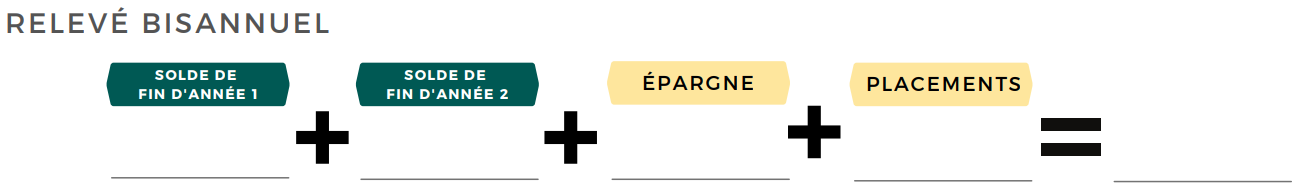 RELEVÉ BISANNUEL
SOLDE DE
FIN D'ANNÉE 1
+
SOLDE DE
FIN D'ANNÉE 2
+
ÉPARGNE
+
PLACEMENTS
=